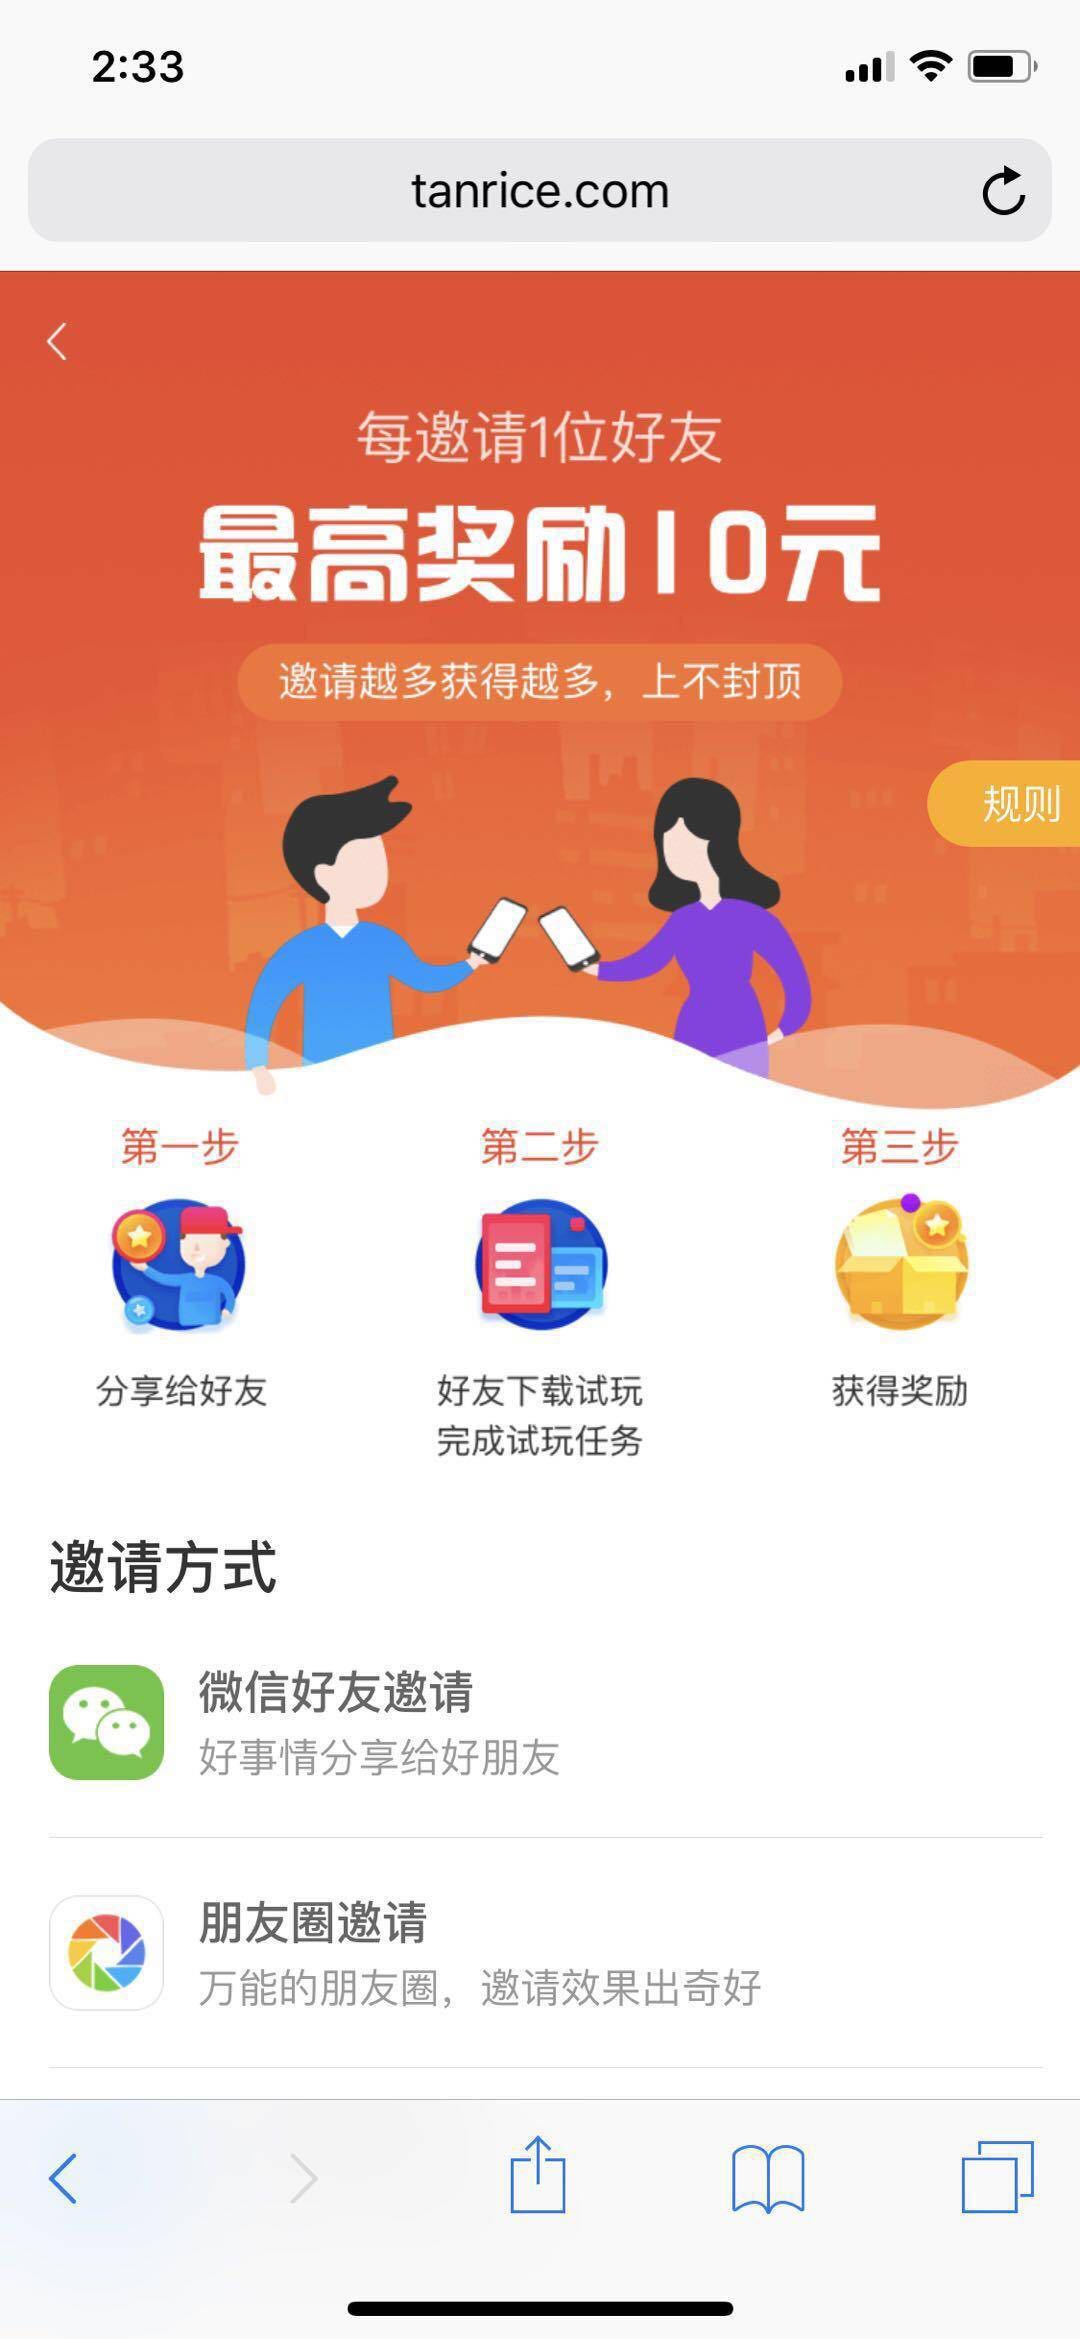 2:33
tanrice.com
每邀请1位好友
最高奖励10元
邀请越多获得越多，上不封顶
规则
第一步
第二步
第三步
分享给好友
好友下载试玩
完成试玩任务
获得奖励
邀请方式
微信好友邀请
好事情分享给好朋友
朋友圈邀请
万能的朋友圈，邀请效果出奇好